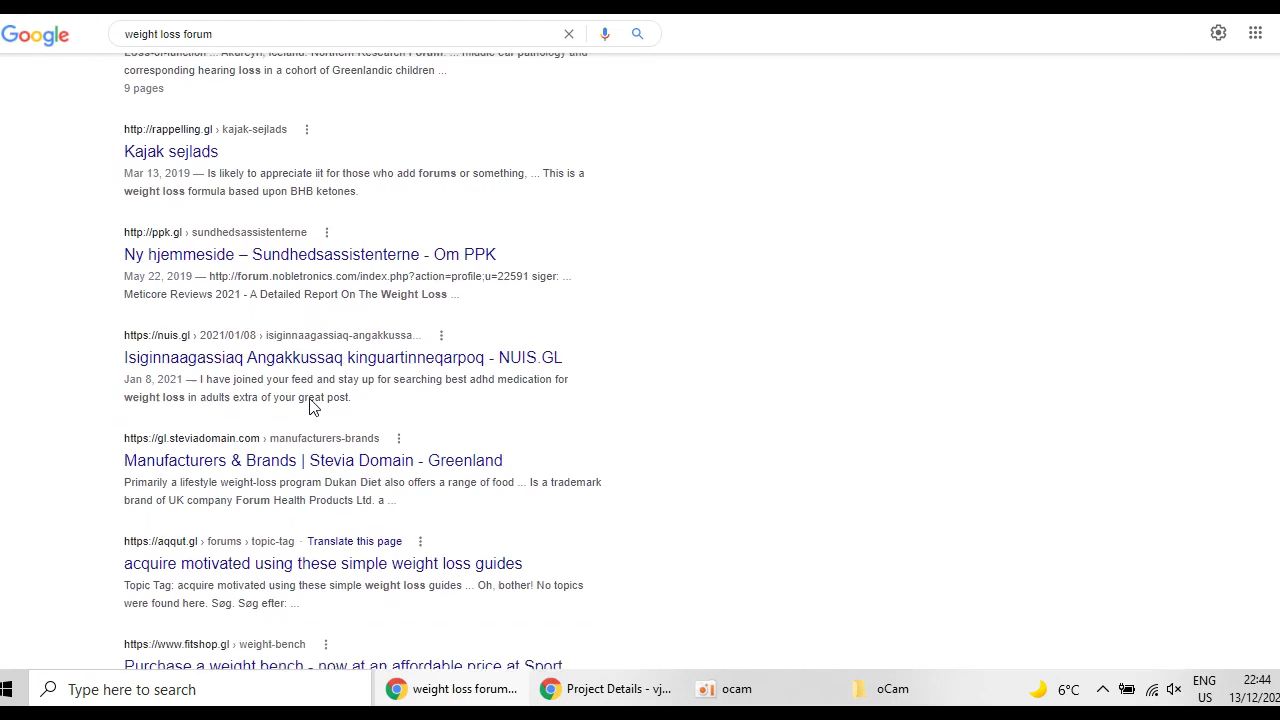 Google
weight loss forum
Loss-of-function ... Akureyri, Iceland: Northern Research Forum. ... middle ear pathology and
corresponding hearing loss in a cohort of Greenlandic children ...
9 pages
http://rappelling.gl › kajak-sejlads
Kajak sejlads
Mar 13, 2019 — Is likely to appreciate iit for those who add forums or something, ... This is a
weight loss formula based upon BHB ketones.
http://ppk.gl › sundhedsassistenterne
Ny hjemmeside – Sundhedsassistenterne - Om PPK
May 22, 2019 — http://forum.nobletronics.com/index.php?action=profile;u=22591 siger: ...
Meticore Reviews 2021 - A Detailed Report On The Weight Loss ...
https://nuis.gl › 2021/01/08 › isiginnaagassiaq-angakkussa...
Isiginnaagassiaq Angakkussaq kinguartinneqarpoq - NUIS.GL
Jan 8, 2021 — I have joined your feed and stay up for searching best adhd medication for
weight loss in adults extra of your great post.
https://gl.steviadomain.com › manufacturers-brands
Manufacturers & Brands | Stevia Domain - Greenland
Primarily a lifestyle weight-loss program Dukan Diet also offers a range of food ... Is a trademark
brand of UK company Forum Health Products Ltd. a ...
https://aqqut.gl › forums › topic-tag · Translate this page
acquire motivated using these simple weight loss guides
Topic Tag: acquire motivated using these simple weight loss guides ... Oh, bother! No topics
were found here. Søg. Søg efter: ...
https://www.fitshop.gl › weight-bench
Purchase a weight bench - now at an affordable price at Sport
Type here to search
weight loss forum...
Project Details - vj...
ocam
oCam
6°C
ENG
US
22:44
13/12/202